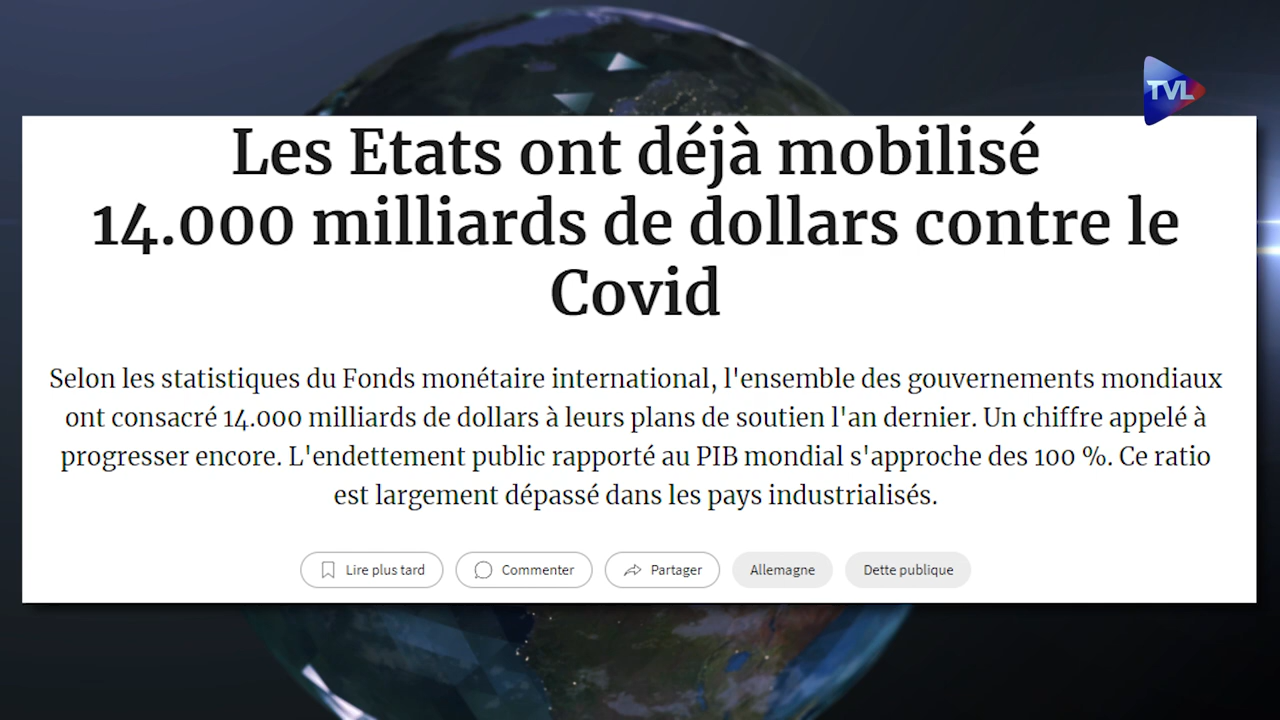 TVL
Les Etats ont déjà mobilisé
14.000 milliards de dollars contre le
Covid
Selon les statistiques du Fonds monétaire international, l'ensemble des gouvernements mondiaux
ont consacré 14.000 milliards de dollars à leurs plans de soutien l'an dernier. Un chiffre appelé à
progresser encore. L'endettement public rapporté au PIB mondial s'approche des 100 %. Ce ratio
est largement dépassé dans les pays industrialisés.
Lire plus tard Commenter Partager Allemagne Dette publique